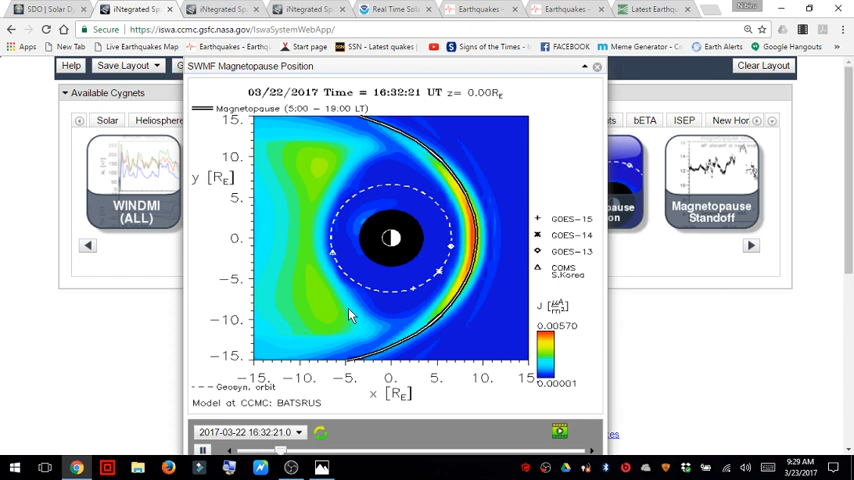 SDO | Solar Dy
iNtegrated Sp
iNtegrated Spa
iNtegrated Spa
Real Time Sola
Earthquakes -
Earthquakes -
Latest Earthqu
Secure
https://iswa.ccmc.gsfc.nasa.gov/IswaSystemWebApp/
Apps
New Tab
Live Earthquakes Map
Earthquakes - Earth
Start page
SSN - Latest quakes
Signs of the Times -
FACEBOOK
Meme Generator - C
Earth Alerts
Google Hangouts
Help
Save Layout
Clear Layout
SWMF Magnetopause Position
Available Cygnets
Solar
Heliosphere
bETA
ISEP
New Hor
WINDMI
(ALL)
Magnetopause
Standoff
03/22/2017 Time = 16:32:21 UT z= 0.00RE
Magnetopause (5:00 – 19:00 LT)
15.
10.
5.
0.
−5.
−10.
−15.
y [RE]
−15. −10. −5. 0. 5. 10. 15
x [RE]
GOES-15
GOES-14
GOES-13
COMS
S.Korea
J [μA/m²]
0.00570
0.00001
Geosyn. orbit
Model at CCMC: BATSRUS
2017-03-22 16:32:21.0
9:29 AM
3/23/2017